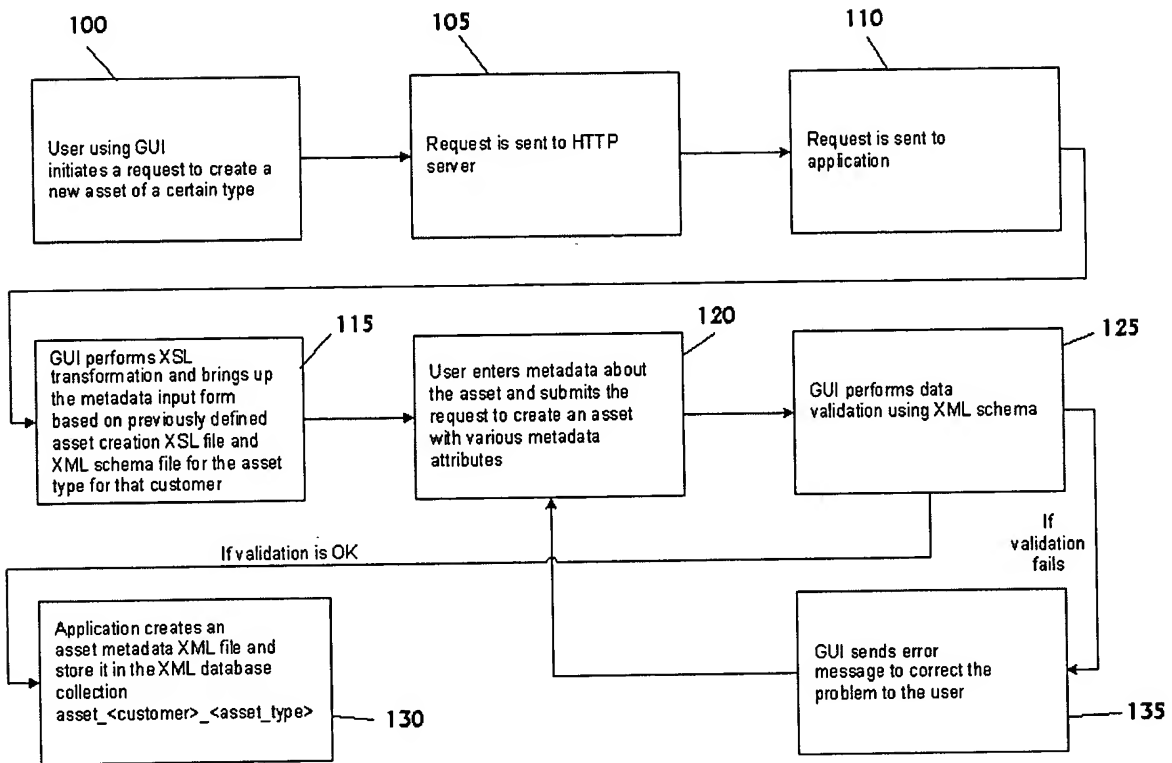 100
105
110
User using GUI
initiates a request to create a
new asset of a certain type
Request is sent to HTTP
server
Request is sent to
application
115
120
125
GUI performs XSL
transformation and brings up
the metadata input form
based on previously defined
asset creation XSL file and
XML schema file for the asset
type for that customer
User enters metadata about
the asset and submits the
request to create an asset
with various metadata
attributes
GUI performs data
validation using XML schema
If validation is OK
If
validation
fails
Application creates an
asset metadata XML file and
store it in the XML database
collection
asset_<customer>_<asset_type>
130
GUI sends error
message to correct the
problem to the user
135